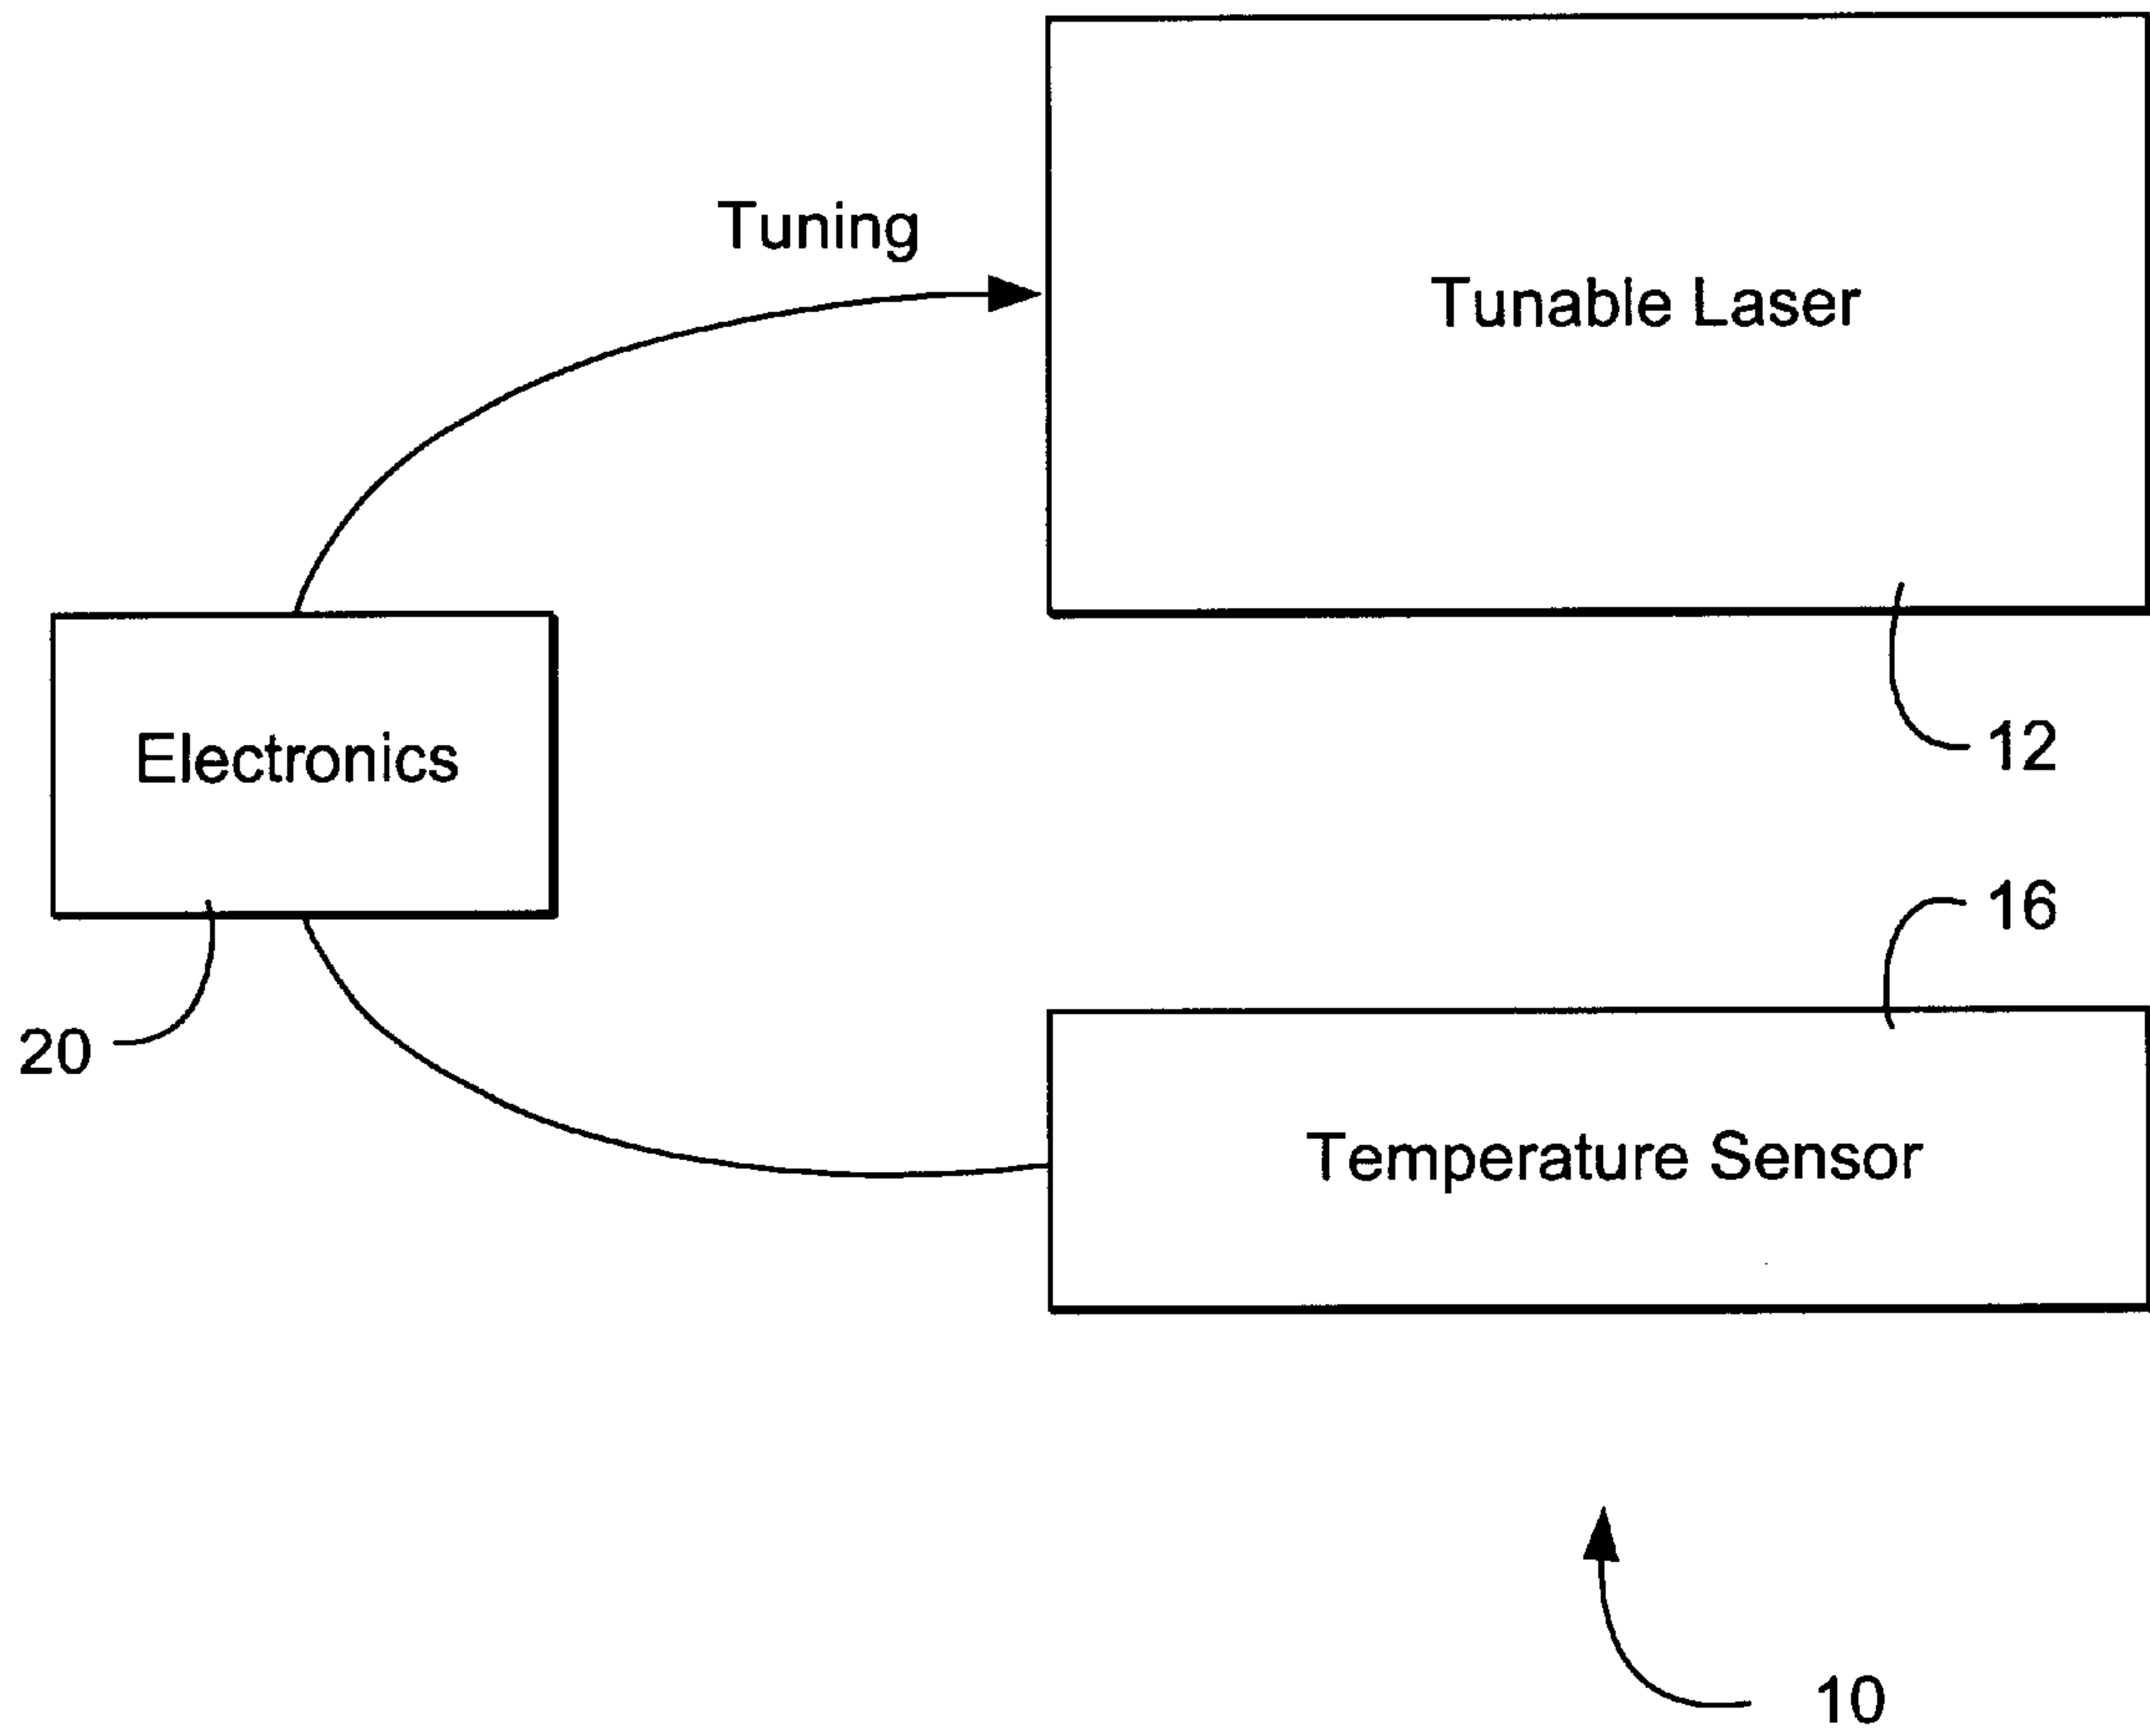 Tuning
Tunable Laser
Electronics
12
16
20
Temperature Sensor
10